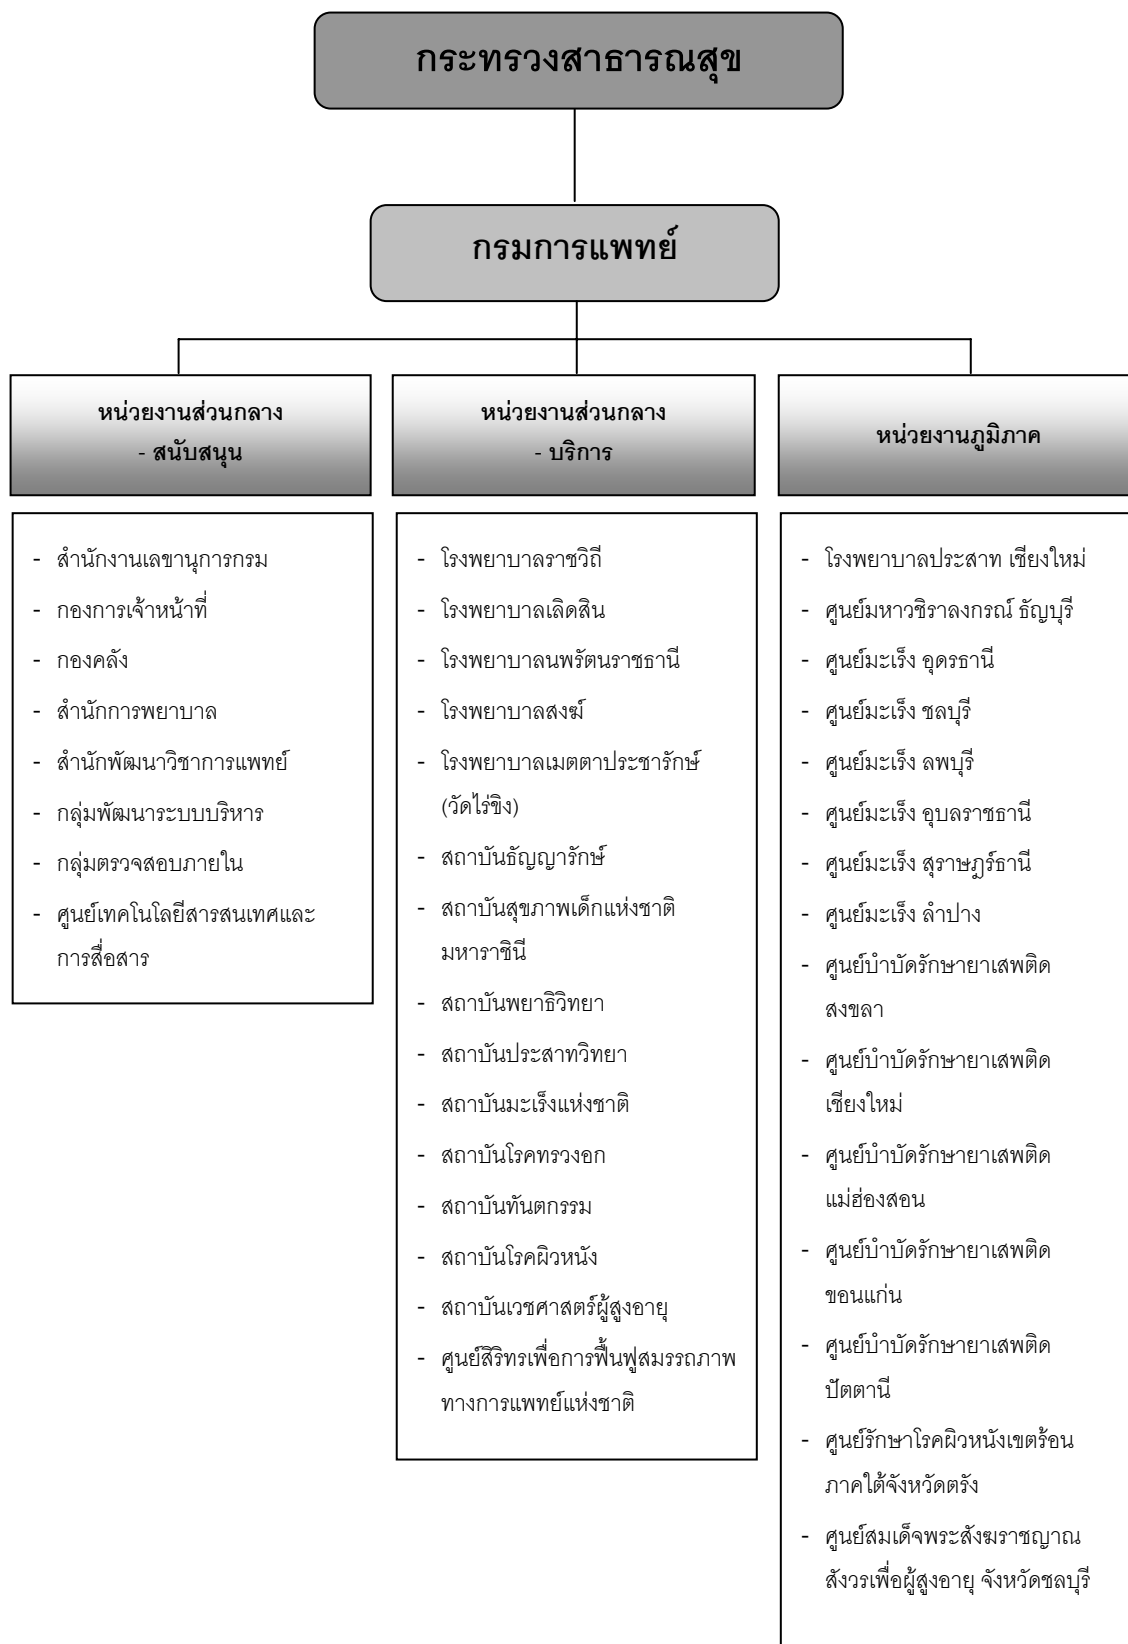 กระทรวงสาธารณสุข
กรมการแพทย์
หน่วยงานส่วนกลาง
- สนับสนุน
- สำนักงานเลขานุการกรม
- กองการเจ้าหน้าที่
- กองคลัง
- สำนักการพยาบาล
- สำนักพัฒนาวิชาการแพทย์
- กลุ่มพัฒนาระบบบริหาร
- กลุ่มตรวจสอบภายใน
- ศูนย์เทคโนโลยีสารสนเทศและ
การสื่อสาร
หน่วยงานส่วนกลาง
- บริการ
- โรงพยาบาลราชวิถี
- โรงพยาบาลเลิดสิน
- โรงพยาบาลนพรัตนราชธานี
- โรงพยาบาลสงฆ์
- โรงพยาบาลเมตตาประชารักษ์
(วัดไร่ขิง)
- สถาบันธัญญารักษ์
- สถาบันสุขภาพเด็กแห่งชาติ
มหาราชินี
- สถาบันพยาธิวิทยา
- สถาบันประสาทวิทยา
- สถาบันมะเร็งแห่งชาติ
- สถาบันโรคทรวงอก
- สถาบันทันตกรรม
- สถาบันโรคผิวหนัง
- สถาบันเวชศาสตร์ผู้สูงอายุ
- ศูนย์สิริทรเพื่อการฟื้นฟูสมรรถภาพ
ทางการแพทย์แห่งชาติ
หน่วยงานภูมิภาค
- โรงพยาบาลประสาท เชียงใหม่
- ศูนย์มหาวชิราลงกรณ์ ธัญบุรี
- ศูนย์มะเร็ง อุดรธานี
- ศูนย์มะเร็ง ชลบุรี
- ศูนย์มะเร็ง ลพบุรี
- ศูนย์มะเร็ง อุบลราชธานี
- ศูนย์มะเร็ง สุราษฎร์ธานี
- ศูนย์มะเร็ง ลำปาง
- ศูนย์บำบัดรักษายาเสพติด
สงขลา
- ศูนย์บำบัดรักษายาเสพติด
เชียงใหม่
- ศูนย์บำบัดรักษายาเสพติด
แม่ฮ่องสอน
- ศูนย์บำบัดรักษายาเสพติด
ขอนแก่น
- ศูนย์บำบัดรักษายาเสพติด
ปัตตานี
- ศูนย์รักษาโรคผิวหนังเขตร้อน
ภาคใต้จังหวัดตรัง
- ศูนย์สมเด็จพระสังฆราชญาณ
สังวรเพื่อผู้สูงอายุ จังหวัดชลบุรี